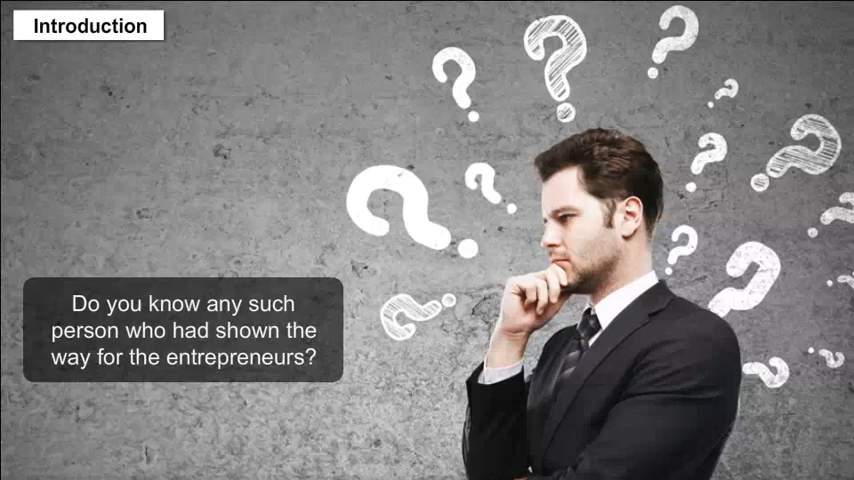 Introduction
Do you know any such
person who had shown the
way for the entrepreneurs?